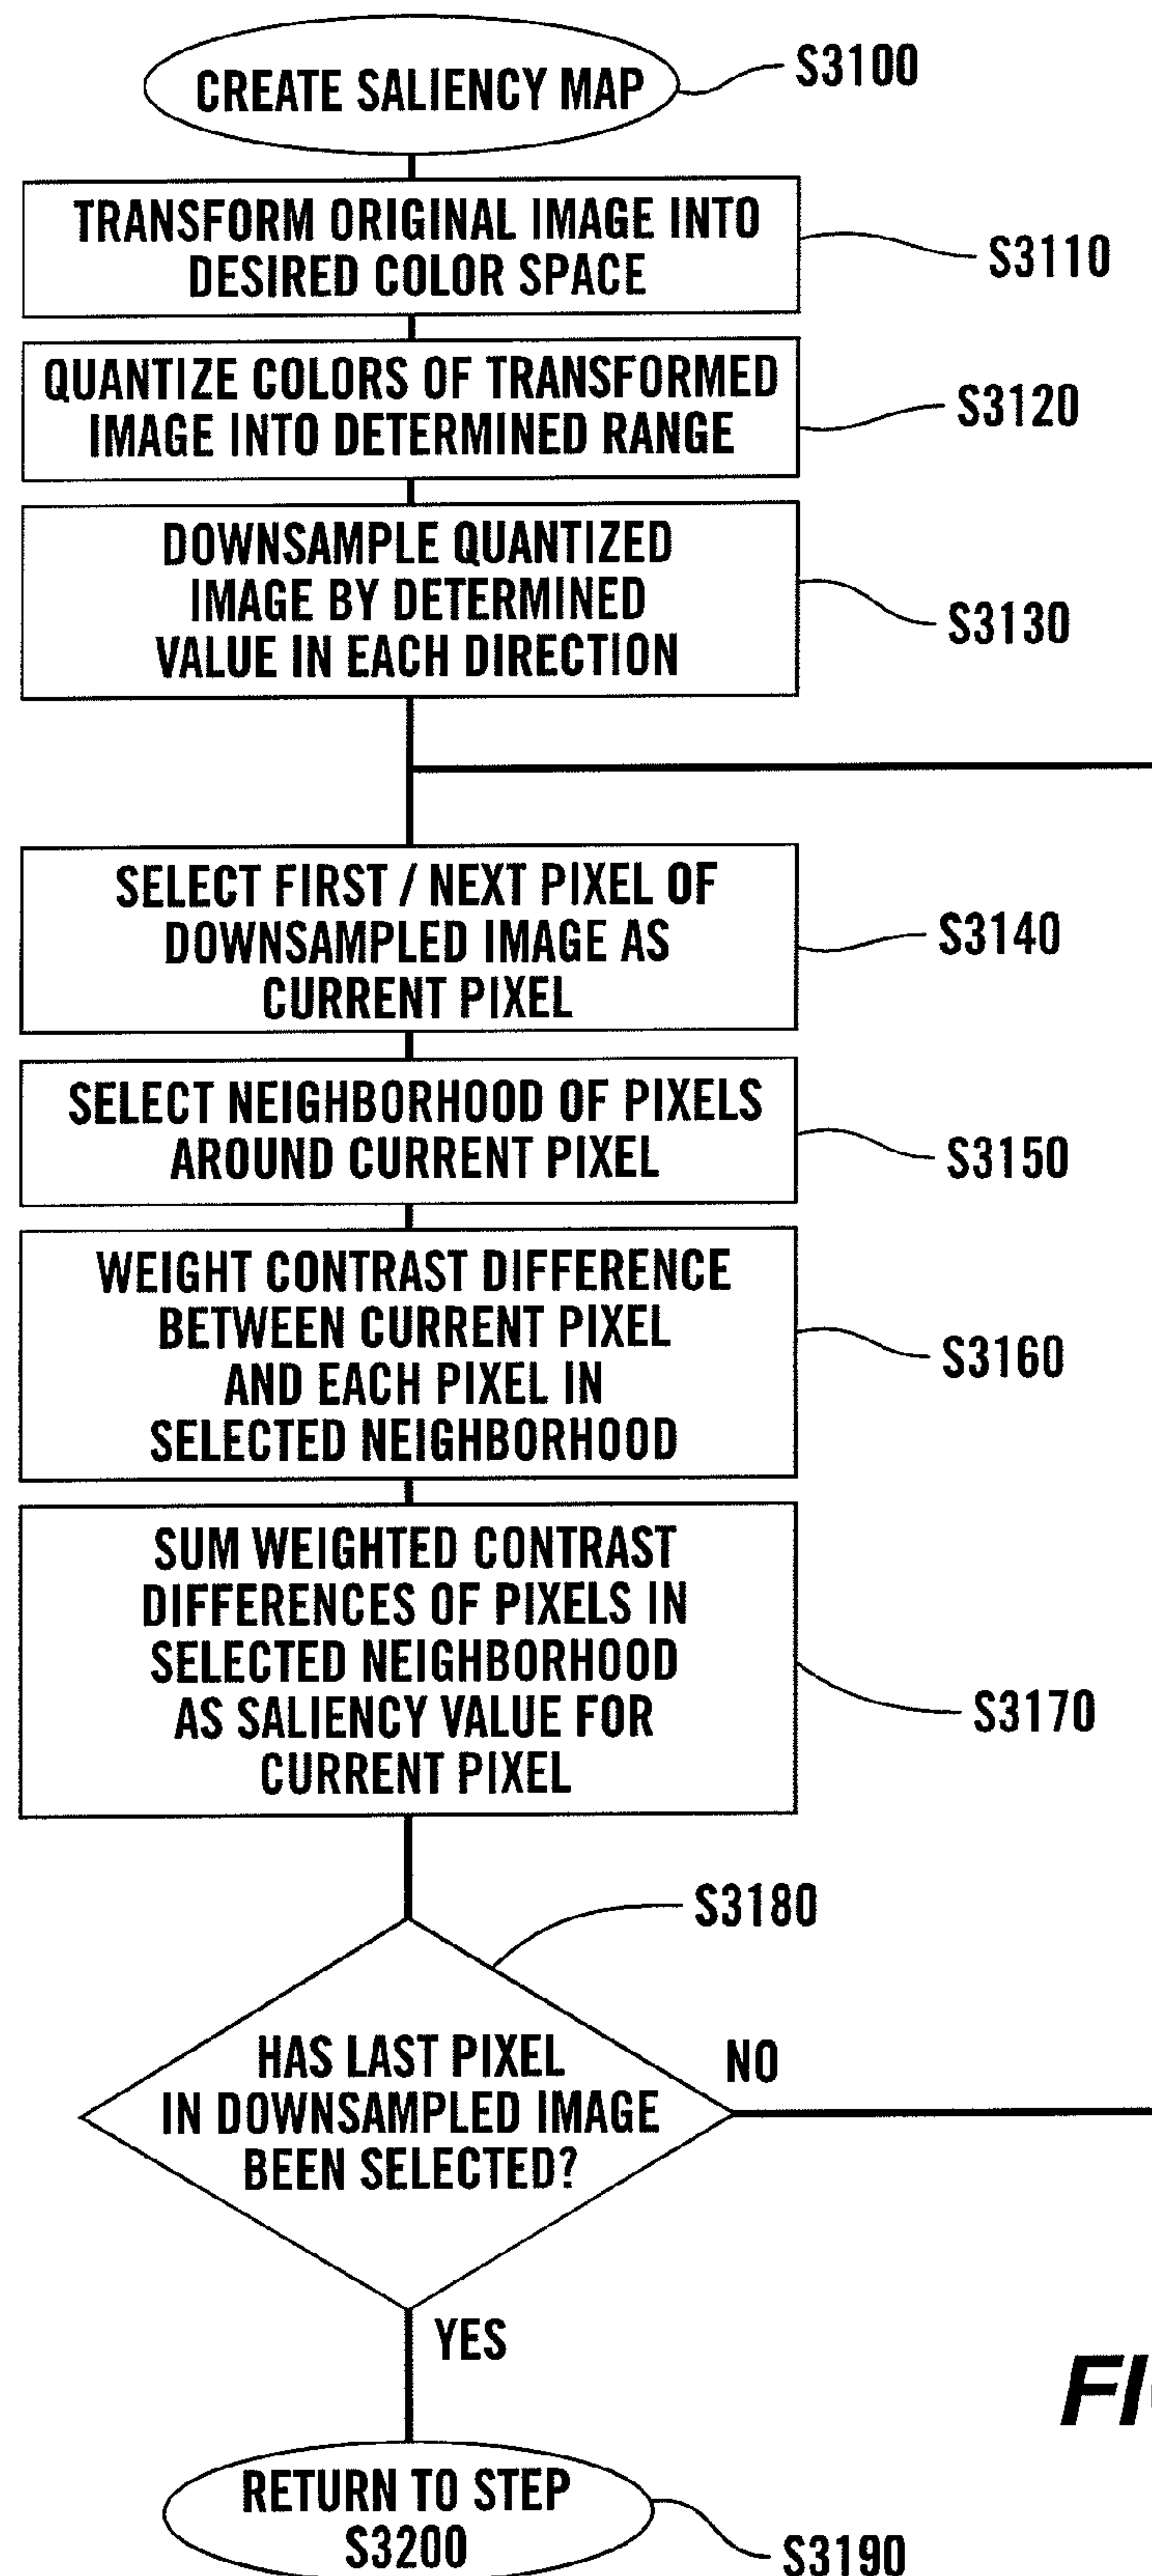 CREATE SALIENCY MAP
S3100
TRANSFORM ORIGINAL IMAGE INTO
DESIRED COLOR SPACE
S3110
QUANTIZE COLORS OF TRANSFORMED
IMAGE INTO DETERMINED RANGE
S3120
DOWNSAMPLE QUANTIZED
IMAGE BY DETERMINED
VALUE IN EACH DIRECTION
S3130
SELECT FIRST / NEXT PIXEL OF
DOWNSAMPLED IMAGE AS
CURRENT PIXEL
S3140
SELECT NEIGHBORHOOD OF PIXELS
AROUND CURRENT PIXEL
S3150
WEIGHT CONTRAST DIFFERENCE
BETWEEN CURRENT PIXEL
AND EACH PIXEL IN
SELECTED NEIGHBORHOOD
S3160
SUM WEIGHTED CONTRAST
DIFFERENCES OF PIXELS IN
SELECTED NEIGHBORHOOD
AS SALIENCY VALUE FOR
CURRENT PIXEL
S3170
S3180
HAS LAST PIXEL
IN DOWNSAMPLED IMAGE
BEEN SELECTED?
NO
YES
RETURN TO STEP
S3200
S3190